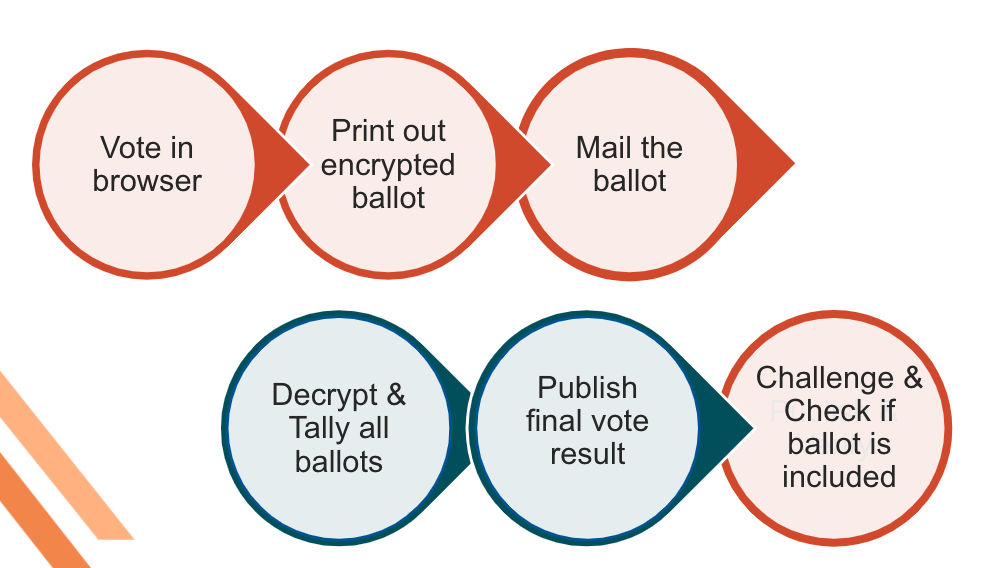 Vote in
browser
Print out
encrypted
ballot
Mail the
ballot
Decrypt &
Tally all
ballots
Publish
final vote
result
Challenge &
Check if
ballot is
included